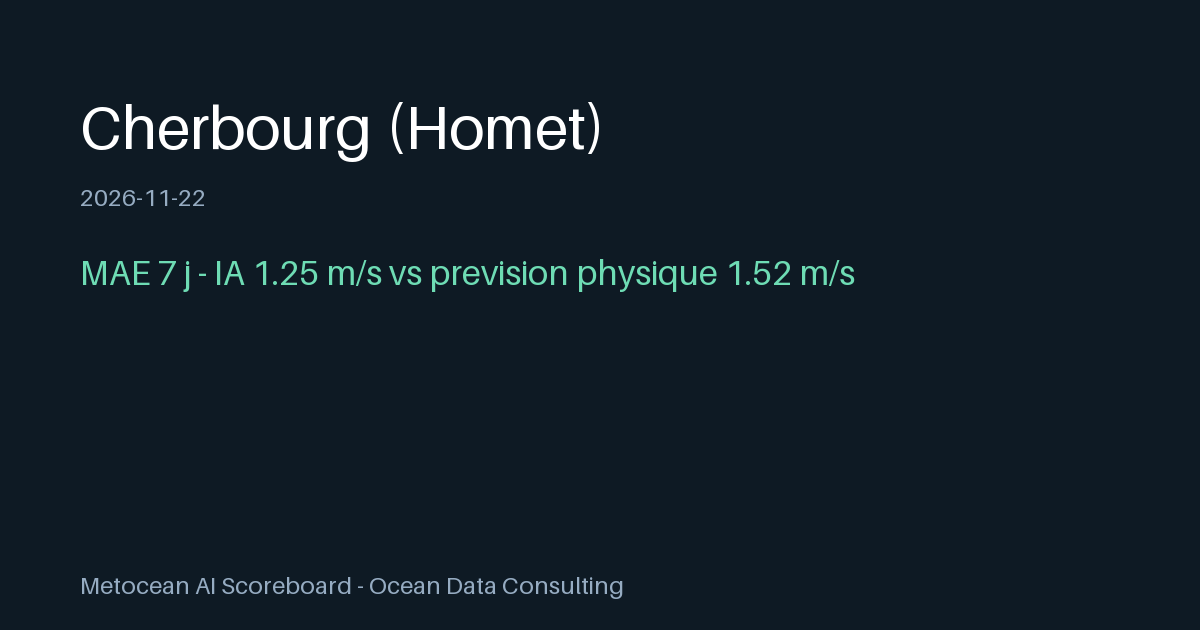 Cherbourg (Homet)
2026-11-22
MAE 7 j - IA 1.25 m/s vs prevision physique 1.52 m/s
Metocean AI Scoreboard - Ocean Data Consulting